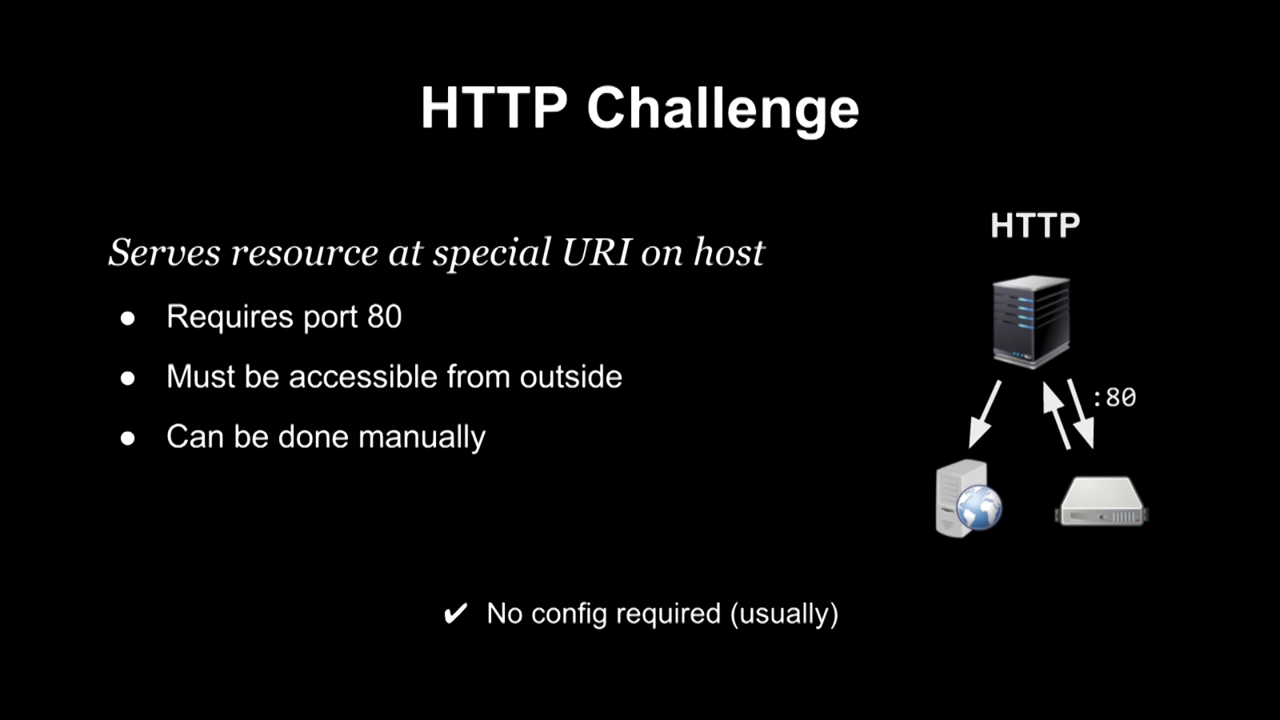 HTTP Challenge
Serves resource at special URI on host
● Requires port 80
● Must be accessible from outside
● Can be done manually
HTTP
:80
✔ No config required (usually)